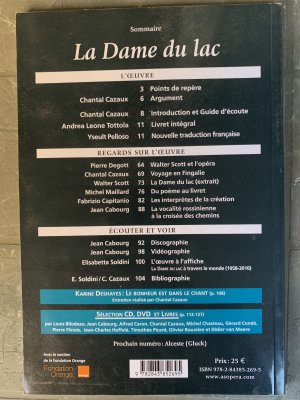 Sommaire
La Dame du lac
L'ŒUVRE
3 Points de repère
Chantal Cazaux 6 Argument
Chantal Cazaux 8 Introduction et Guide d'écoute
Andrea Leone Tottola 11 Livret intégral
Yseult Pelloso 11 Nouvelle traduction française
REGARDS SUR L'ŒUVRE
Pierre Degott 64 Walter Scott et l'opéra
Chantal Cazaux 69 Voyage en Fingalie
Walter Scott 73 La Dame du lac (extrait)
Michel Maillard 76 Du poème au livret
Fabrizio Capitanio 82 Les interprètes de la création
Jean Cabourg 88 La vocalité rossinienne
à la croisée des chemins
ÉCOUTER ET VOIR
Jean Cabourg 92 Discographie
Jean Cabourg 98 Vidéographie
Elisabetta Soldini 100 L'œuvre à l'affiche
La Dame du lac à travers le monde (1958-2010)
E. Soldini / C. Cazaux 104 Bibliographie
Karine Deshayes : Le bonheur est dans le chant (p. 108)
Entretien réalisé par Chantal Cazaux
Sélection CD, DVD et Livres (p. 112-127)
par Louis Bilodeau, Jean Cabourg, Alfred Caron, Chantal Cazaux, Michel Chasteau, Gérard Condé,
Pierre Flinois, Jean-Charles Hoffelé, Timothée Picard, Olivier Rouvière et Didier van Moere
Prochain numéro : Alceste (Gluck)
Avec le soutien
de la Fondation Orange
Fondation
Orange
Prix : 25 €
ISBN 978-2-84385-269-5
www.asopera.com
9 782843 852695